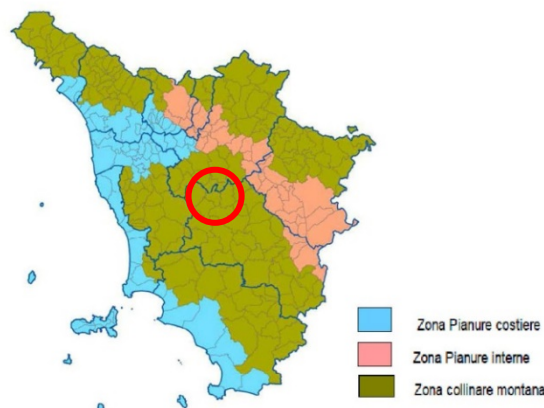 Zona Pianure costiere
Zona Pianure interne
Zona collinare montana